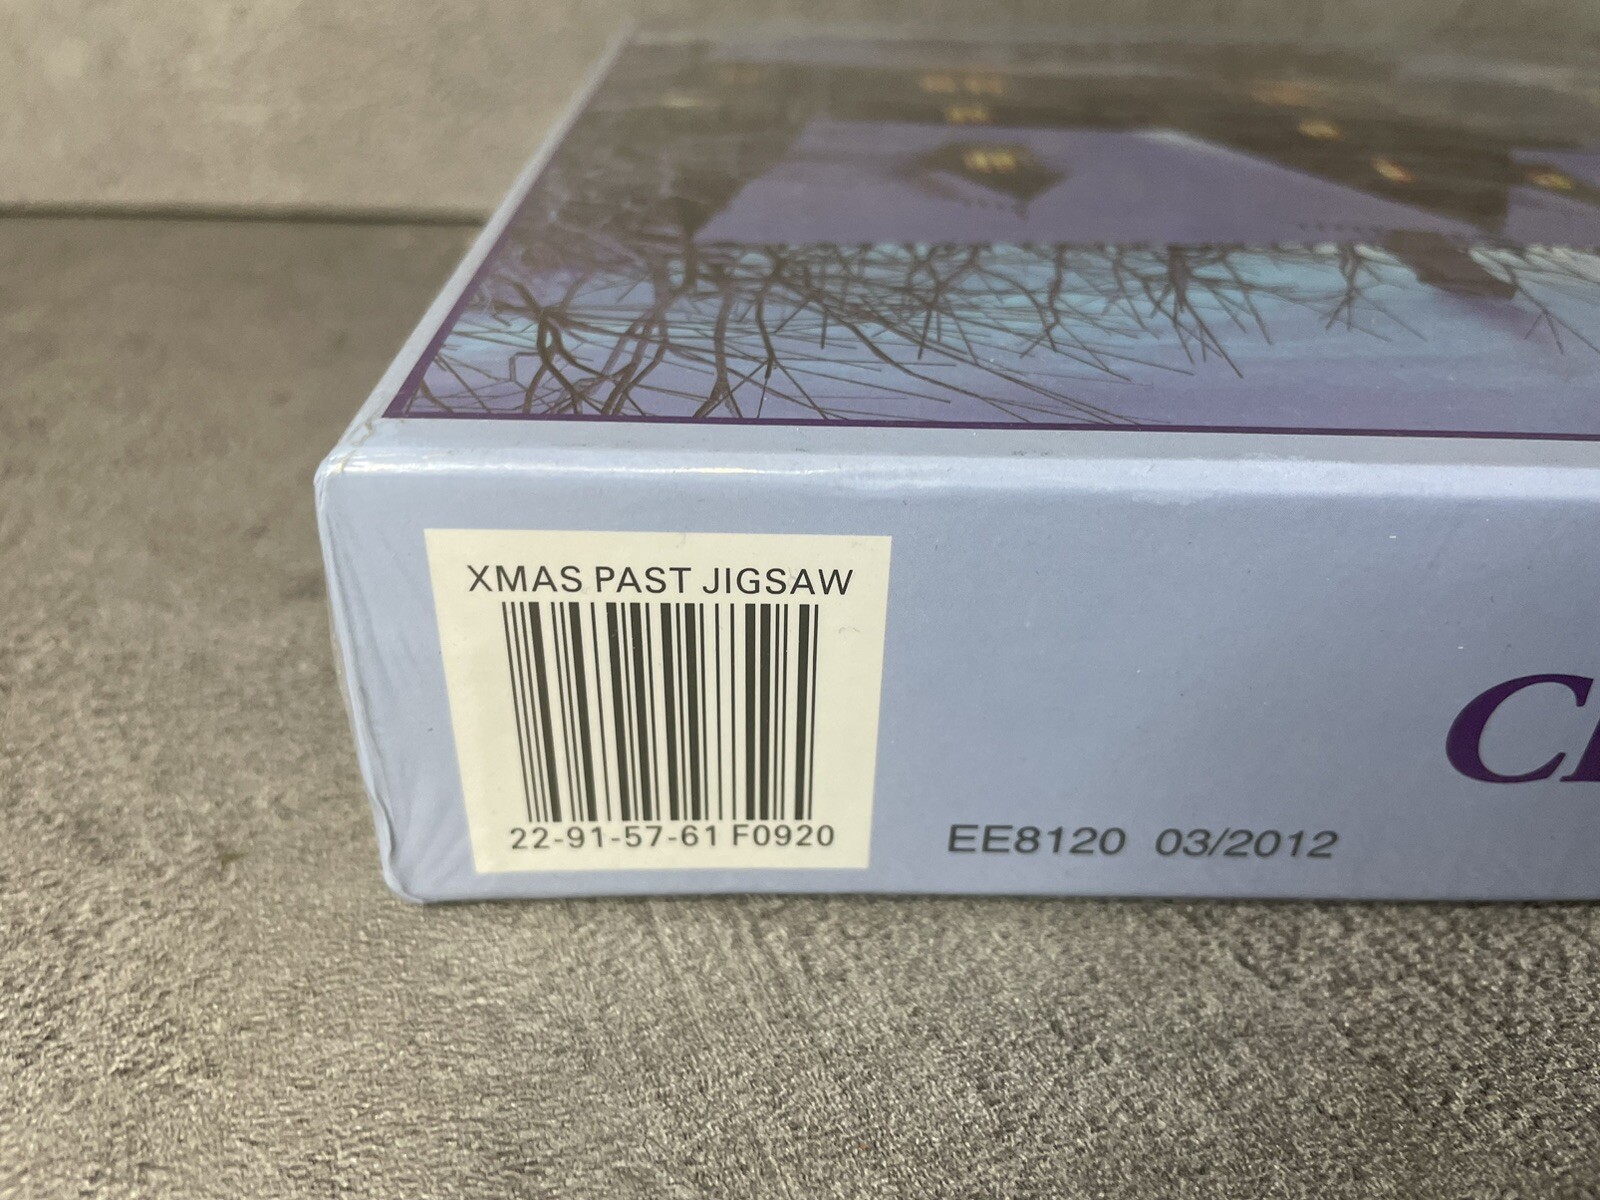 XMAS PAST JIGSAW
22-91-57-61 F0920
EE8120 03/2012